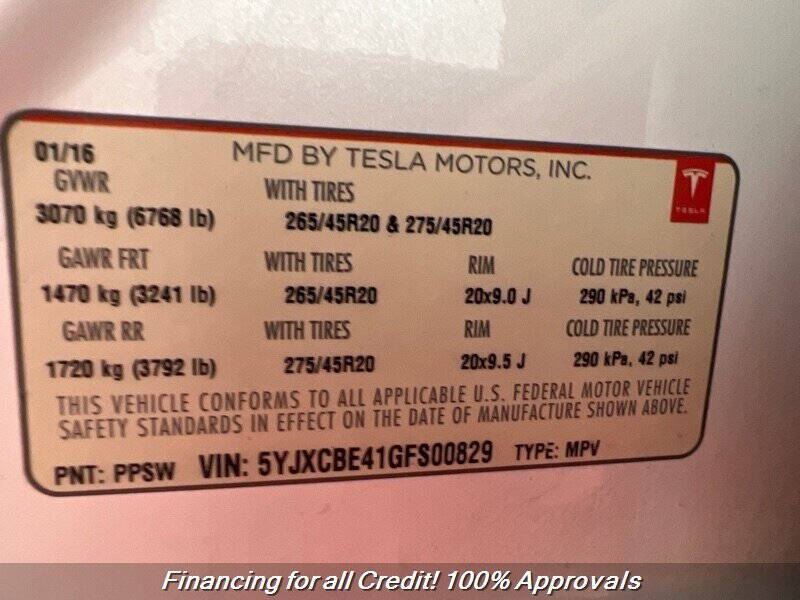 01/16 MFD BY TESLA MOTORS, INC.
GVWR WITH TIRES
3070 kg (6768 lb) 265/45R20 & 275/45R20
TESLA
GAWR FRT WITH TIRES RIM COLD TIRE PRESSURE
1470 kg (3241 lb) 265/45R20 20x9.0 J 290 kPa, 42 psi
GAWR RR WITH TIRES RIM COLD TIRE PRESSURE
1720 kg (3792 lb) 275/45R20 20x9.5 J 290 kPa, 42 psi
THIS VEHICLE CONFORMS TO ALL APPLICABLE U.S. FEDERAL MOTOR VEHICLE
SAFETY STANDARDS IN EFFECT ON THE DATE OF MANUFACTURE SHOWN ABOVE.
PNT: PPSW VIN: 5YJXCBE41GFS00829 TYPE: MPV
Financing for all Credit! 100% Approvals